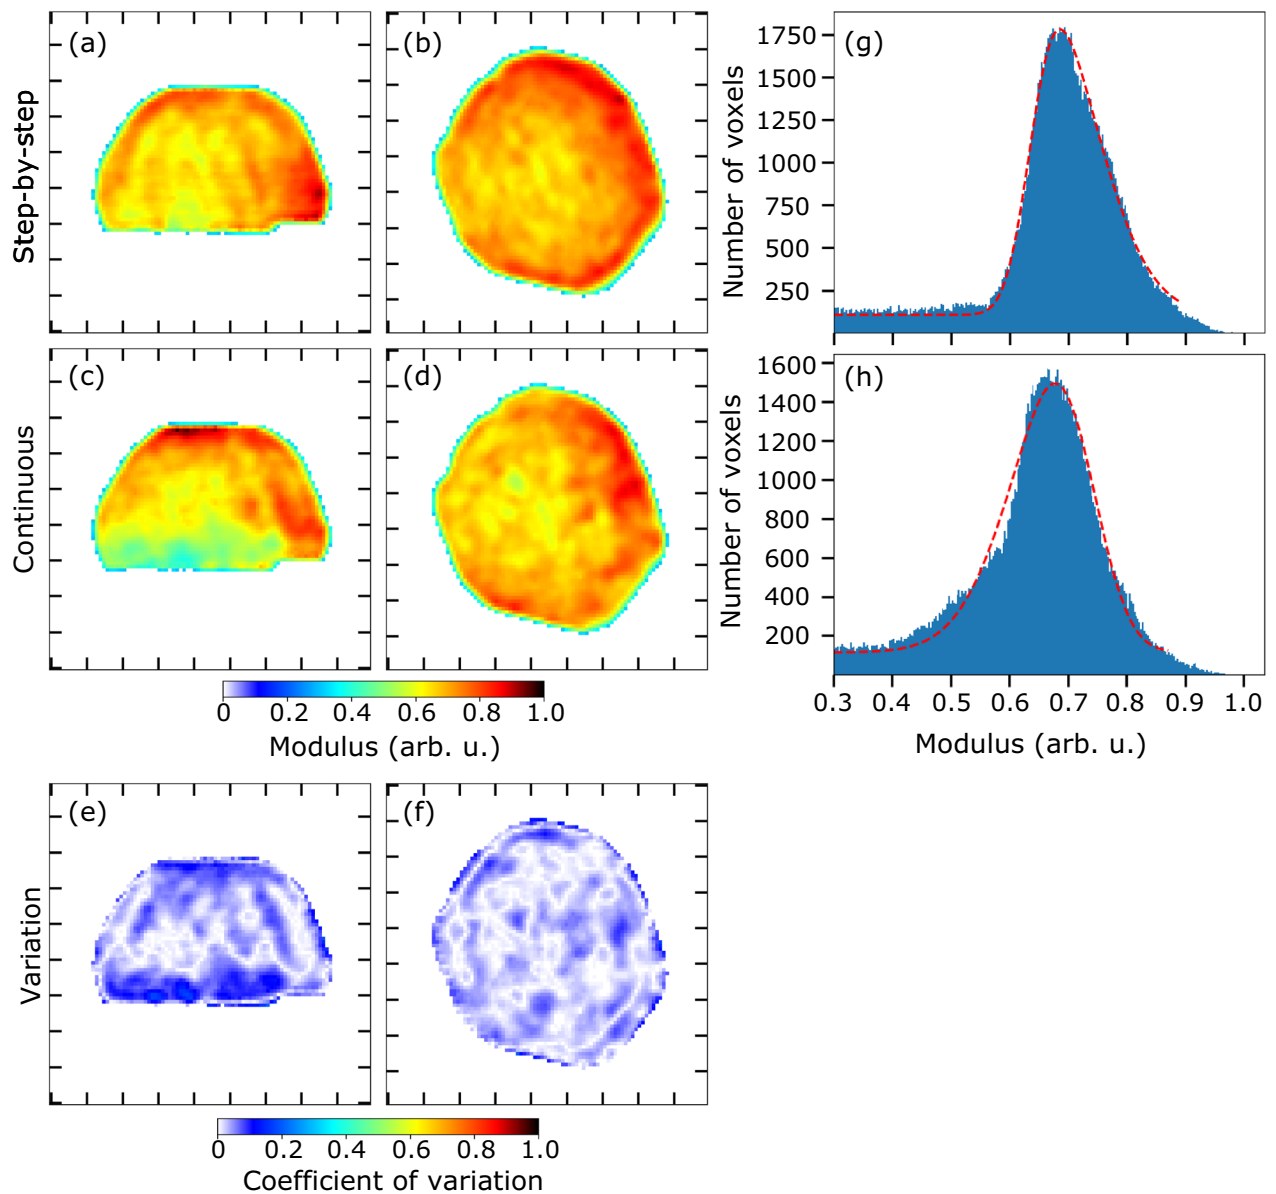 (a)
(b)
Step-by-step
(c)
(d)
Continuous
0 0.2 0.4 0.6 0.8 1.0
Modulus (arb. u.)
(e)
(f)
Variation
0 0.2 0.4 0.6 0.8 1.0
Coefficient of variation
(g)
Number of voxels
1750
1500
1250
1000
750
500
250
(h)
Number of voxels
1600
1400
1200
1000
800
600
400
200
0.3 0.4 0.5 0.6 0.7 0.8 0.9 1.0
Modulus (arb. u.)